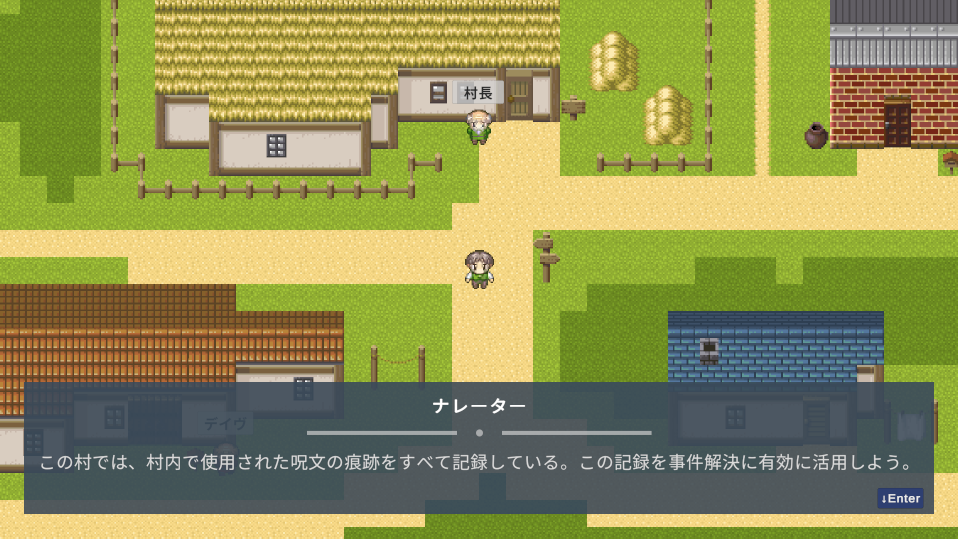 村長
デイヴ
ナレーター
この村では、村内で使用された呪文の痕跡をすべて記録している。この記録を事件解決に有効に活用しよう。
↓Enter